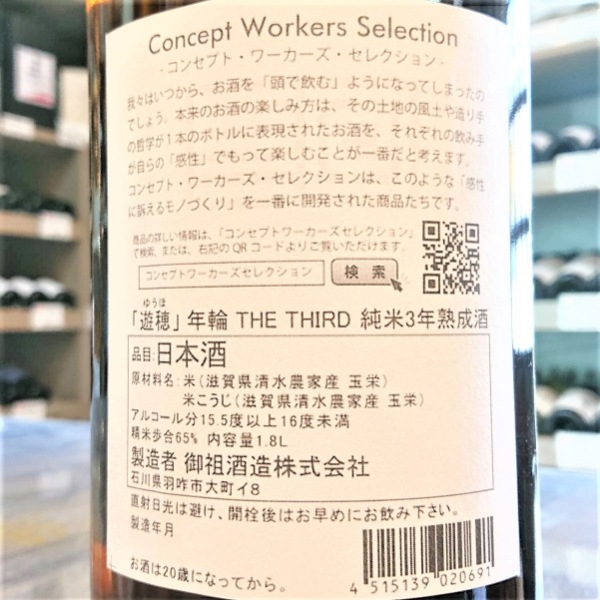 Concept Workers Selection
- コンセプト・ワーカーズ・セレクション -
我々はいつから、お酒を「頭で飲む」ようになってしまったの
でしょう。本来のお酒の楽しみ方は、その土地の風土や造り手
の哲学が1本のボトルに表現されたお酒を、それぞれの飲み手
が自らの「感性」でもって楽しむことが一番だと考えます。
コンセプト・ワーカーズ・セレクションは、このような「感性
に訴えるモノづくり」を一番に開発された商品たちです。
商品の詳しい情報は、「コンセプトワーカーズセレクション」
で検索、または、右記のQRコードよりご覧いただけます。
コンセプトワーカーズセレクション 検索
ゆうほ
「遊穂」年輪 THE THIRD 純米3年熟成酒
品目:日本酒
原材料名:米(滋賀県清水農家産 玉栄)
米こうじ(滋賀県清水農家産 玉栄)
アルコール分15.5度以上16度未満
精米歩合65% 内容量1.8L
製造者 御祖酒造株式会社
石川県羽咋市大町イ8
直射日光は避け、開栓後はお早めにお飲み下さい。
製造年月
お酒は20歳になってから。
4 515139 020691